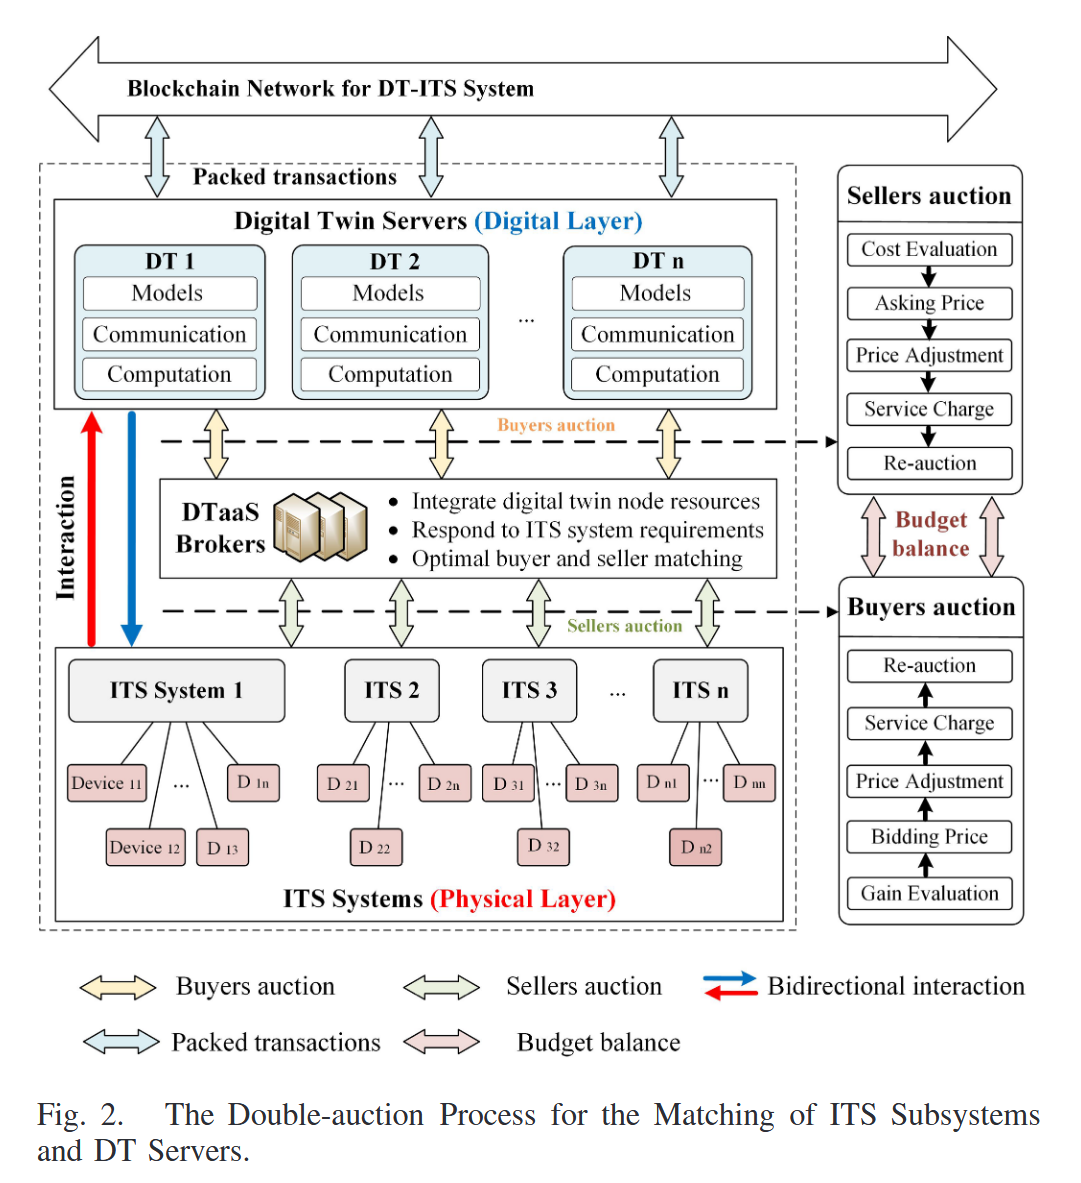 Blockchain Network for DT-ITS System
Packed transactions
Digital Twin Servers (Digital Layer)
DT 1
Models
Communication
Computation
DT 2
Models
Communication
Computation
...
DT n
Models
Communication
Computation
Buyers auction
Interaction
DTaaS
Brokers
• Integrate digital twin node resources
• Respond to ITS system requirements
• Optimal buyer and seller matching
Sellers auction
ITS System 1
ITS 2
ITS 3
...
ITS n
Device 11
...
D 1n
Device 12
D 13
D 21
...
D 2n
D 22
D 31
...
D 3n
D 32
D n1
...
D nn
D n2
ITS Systems (Physical Layer)
Sellers auction
Cost Evaluation
Asking Price
Price Adjustment
Service Charge
Re-auction
Budget
balance
Buyers auction
Re-auction
Service Charge
Price Adjustment
Bidding Price
Gain Evaluation
Buyers auction
Sellers auction
Bidirectional interaction
Packed transactions
Budget balance
Fig. 2. The Double-auction Process for the Matching of ITS Subsystems
and DT Servers.